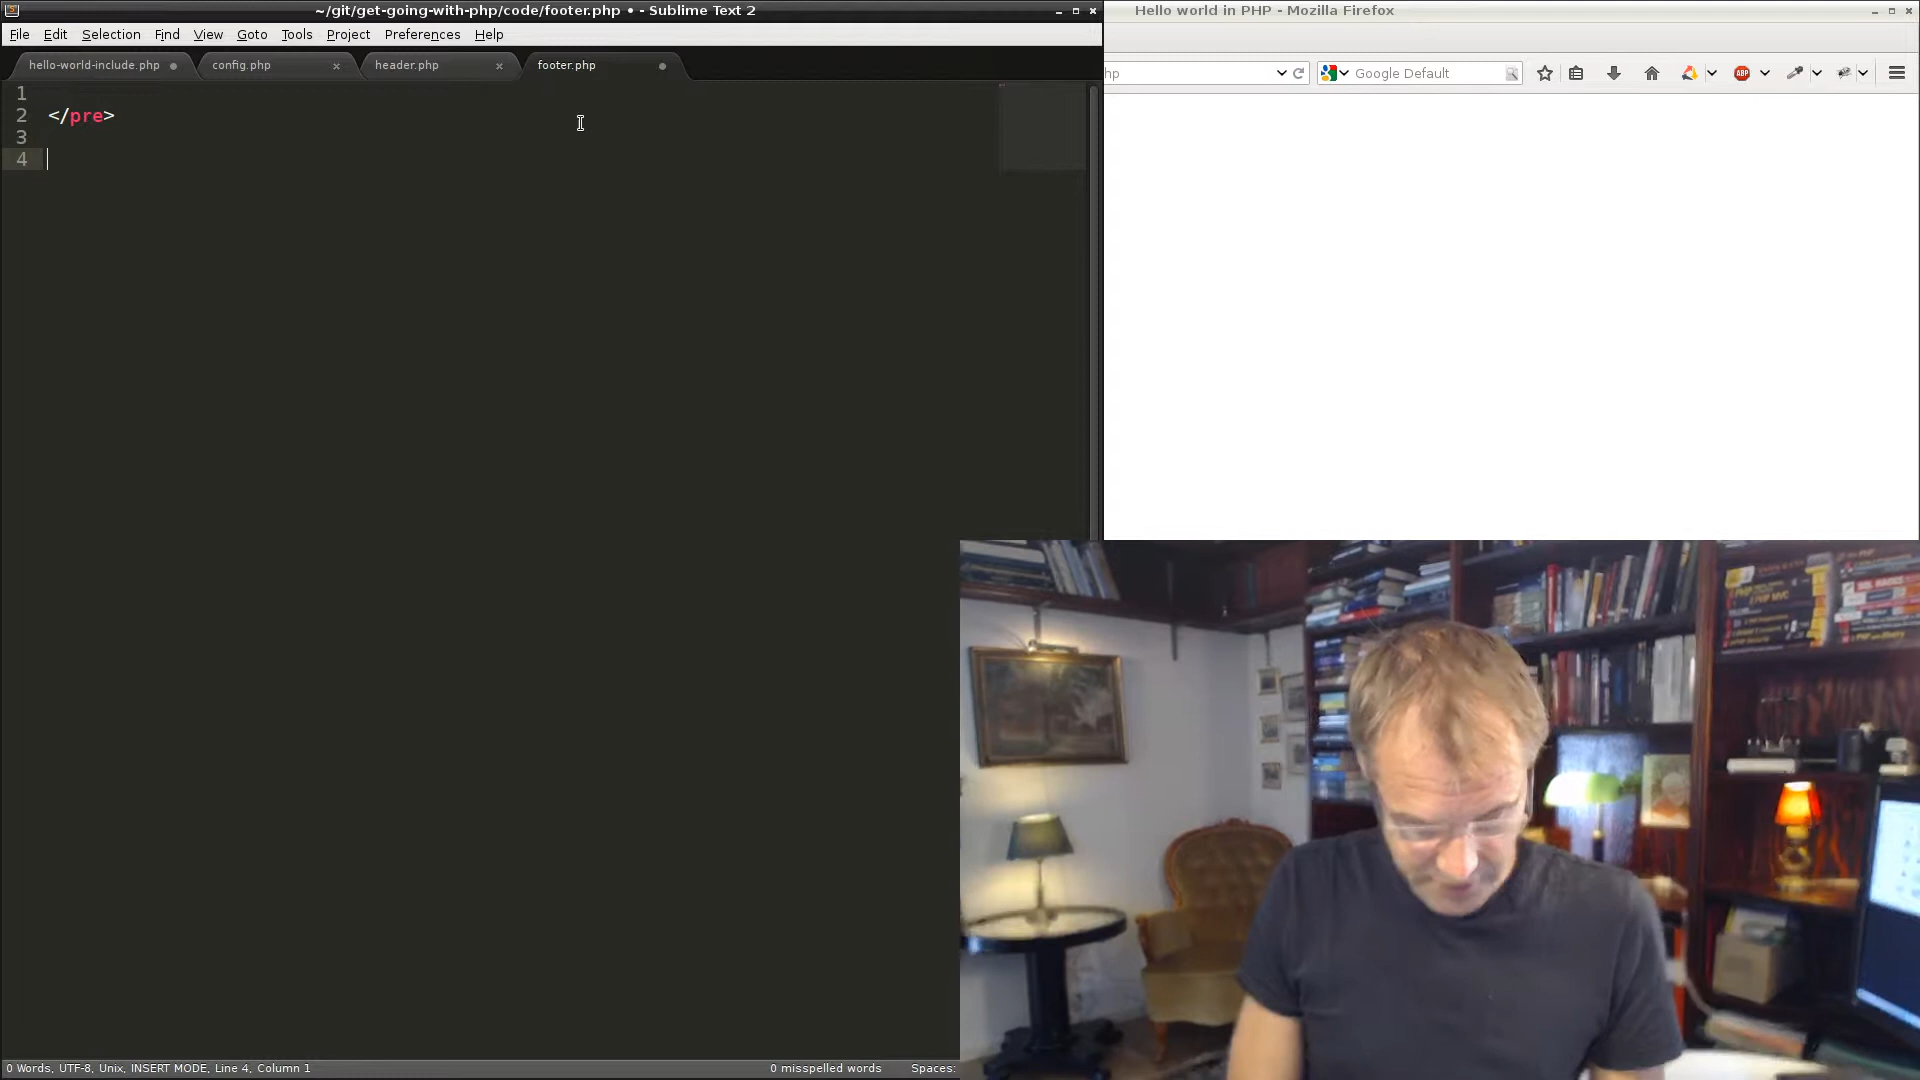 ~/git/get-going-with-php/code/footer.php • - Sublime Text 2
Hello world in PHP - Mozilla Firefox
File Edit Selection Find View Goto Tools Project Preferences Help
hello-world-include.php
config.php
header.php
footer.php
hp
Google Default
ABP
1
2 </pre>
3
4
0 Words, UTF-8, Unix, INSERT MODE, Line 4, Column 1
0 misspelled words
Spaces: